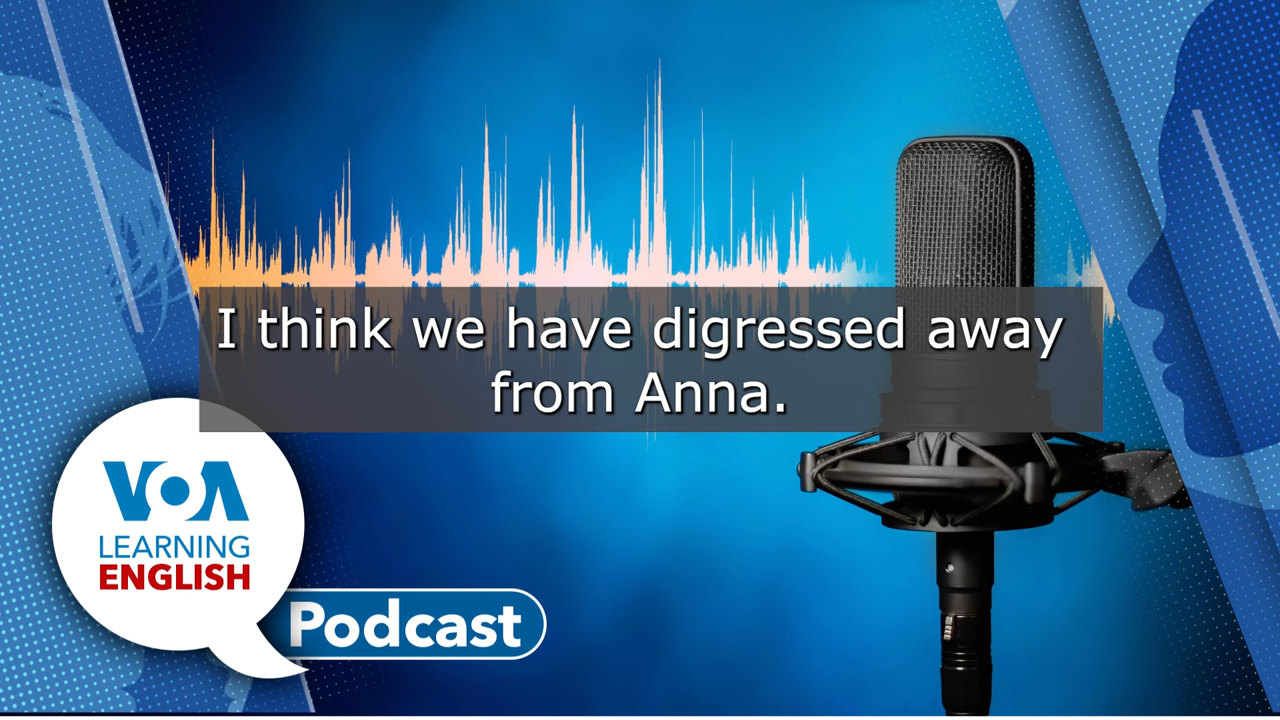 I think we have digressed away
from Anna.
VOA
LEARNING
ENGLISH
Podcast